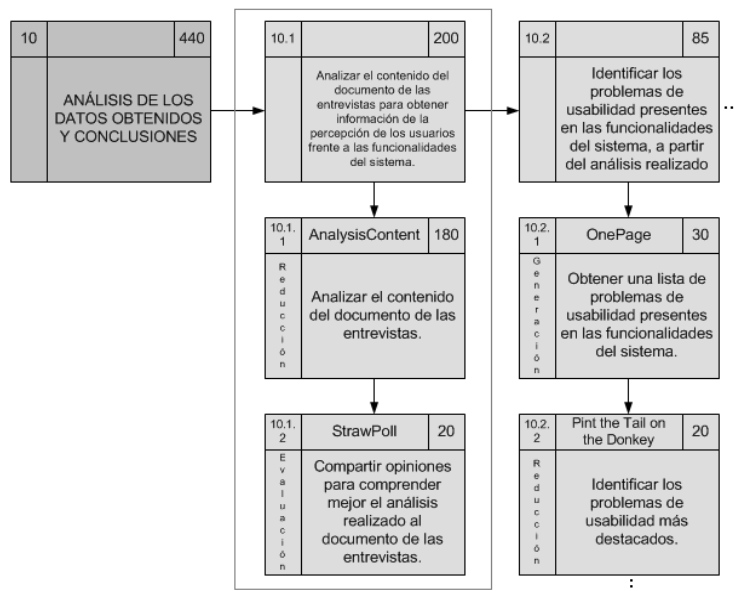 10
440
ANÁLISIS DE LOS
DATOS OBTENIDOS
Y CONCLUSIONES
10.1
200
Analizar el contenido del
documento de las
entrevistas para obtener
información de la
percepción de los usuarios
frente a las funcionalidades
del sistema.
10.1.
1
AnalysisContent
180
Reducción
Analizar el contenido
del documento de las
entrevistas.
10.1.
2
StrawPoll
20
Evaluación
Compartir opiniones
para comprender
mejor el análisis
realizado al
documento de las
entrevistas.
10.2
85
Identificar los
problemas de
usabilidad presentes
en las funcionalidades
del sistema, a partir
del análisis realizado
10.2.
1
OnePage
30
Generación
Obtener una lista de
problemas de
usabilidad presentes
en las funcionalidades
del sistema.
10.2.
2
Pint the Tail on
the Donkey
20
Reducción
Identificar los
problemas de
usabilidad más
destacados.